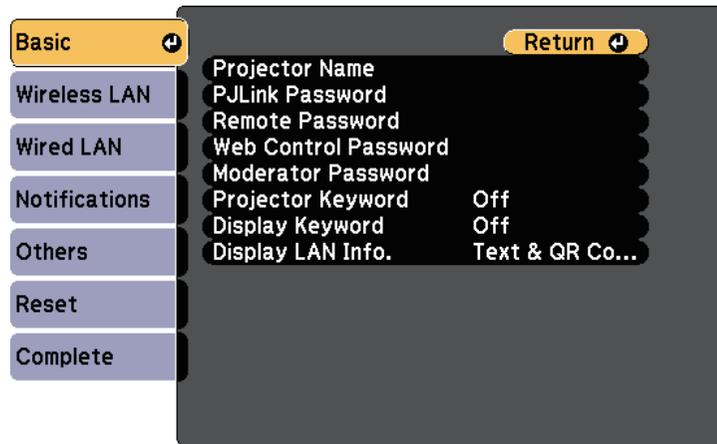 Basic
Wireless LAN
Wired LAN
Notifications
Others
Reset
Complete
Return
Projector Name
PJLink Password
Remote Password
Web Control Password
Moderator Password
Projector Keyword Off
Display Keyword Off
Display LAN Info. Text & QR Co...